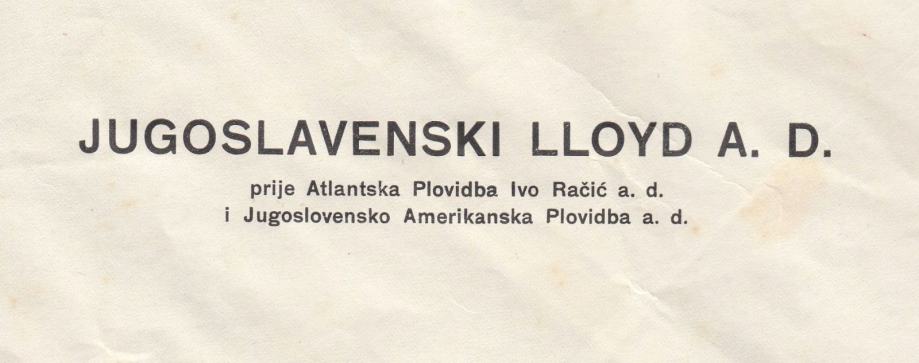 JUGOSLAVENSKI LLOYD A. D.
prije Atlantska Plovidba Ivo Račić a. d.
i Jugoslovensko Amerikanska Plovidba a. d.